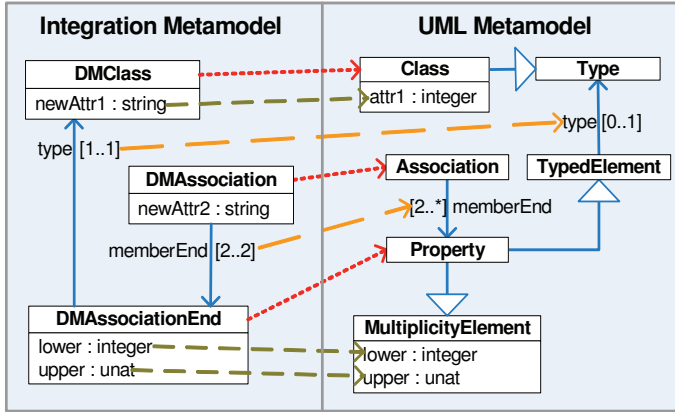 Integration Metamodel
DMClass
newAttr1 : string
type [1..1]
DMAssociation
newAttr2 : string
memberEnd [2..2]
DMAssociationEnd
lower : integer
upper : unat
UML Metamodel
Class
attr1 : integer
Type
type [0..1]
Association
TypedElement
[2..*] memberEnd
Property
MultiplicityElement
lower : integer
upper : unat